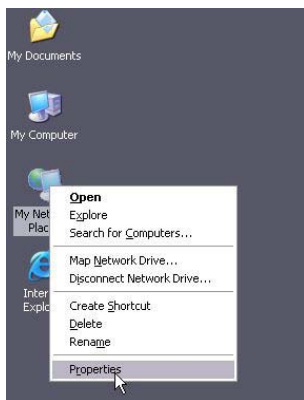 My Documents
My Computer
My Net
Plac
Open
Explore
Search for Computers...
Map Network Drive...
Disconnect Network Drive...
Create Shortcut
Delete
Rename
Properties
Inter
Explo